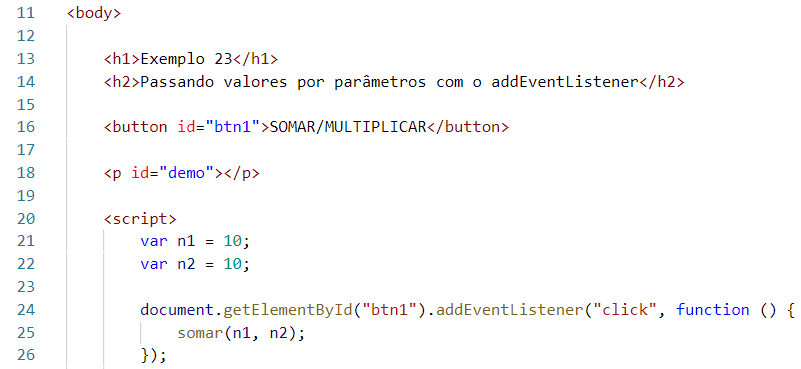 11 <body>
12
13 <h1>Exemplo 23</h1>
14 <h2>Passando valores por parâmetros com o addEventListener</h2>
15
16 <button id="btn1">SOMAR/MULTIPLICAR</button>
17
18 <p id="demo"></p>
19
20 <script>
21 var n1 = 10;
22 var n2 = 10;
23
24 document.getElementById("btn1").addEventListener("click", function () {
25 somar(n1, n2);
26 });